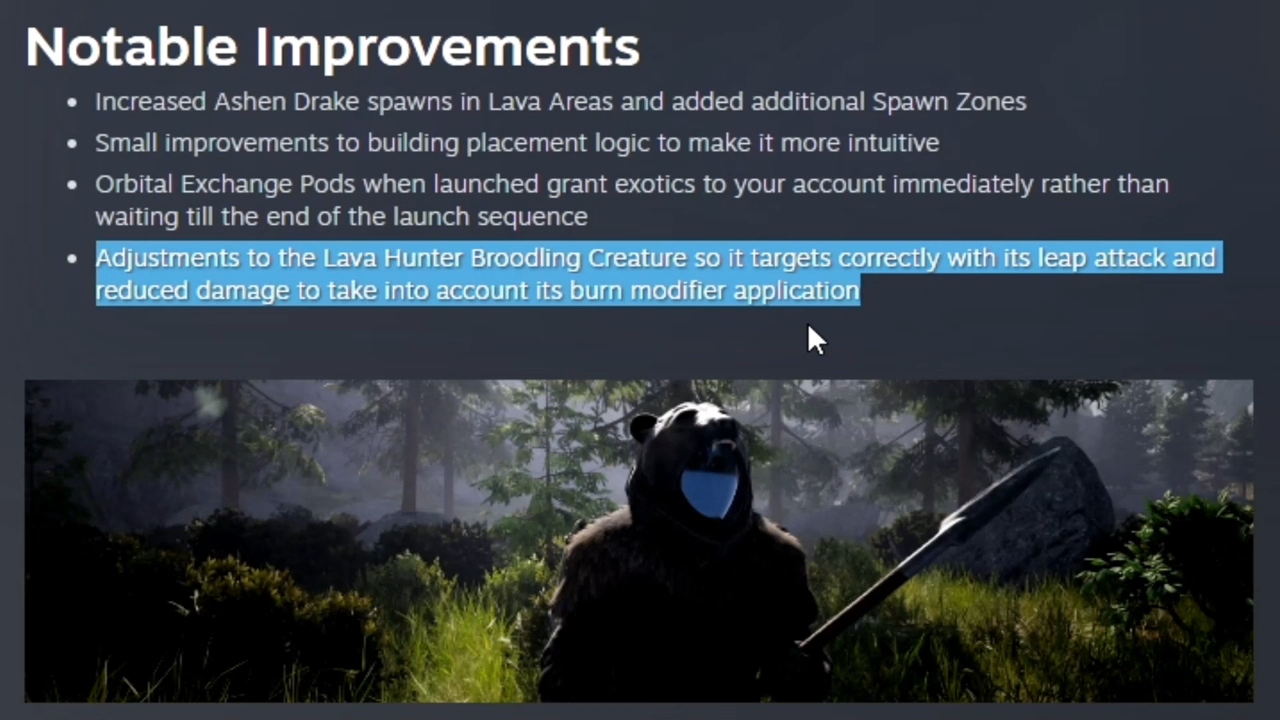 Notable Improvements
Increased Ashen Drake spawns in Lava Areas and added additional Spawn Zones
Small improvements to building placement logic to make it more intuitive
Orbital Exchange Pods when launched grant exotics to your account immediately rather than
waiting till the end of the launch sequence
Adjustments to the Lava Hunter Broodling Creature so it targets correctly with its leap attack and
reduced damage to take into account its burn modifier application